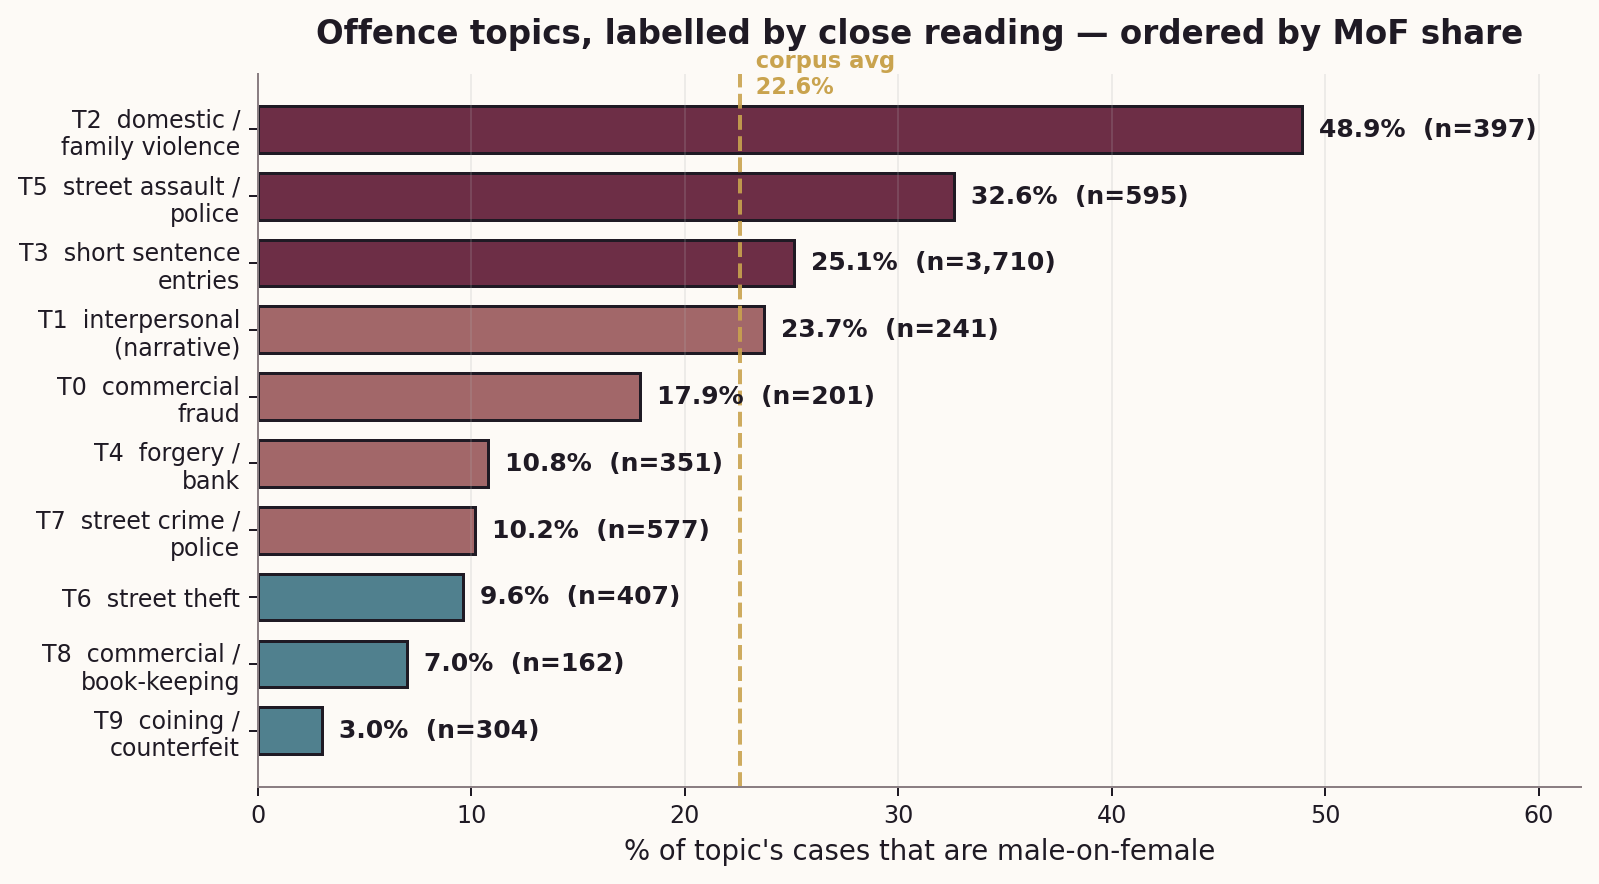 Offence topics, labelled by close reading — ordered by MoF share
corpus avg
22.6%
T2  domestic /
family violence
48.9%  (n=397)
T5  street assault /
police
32.6%  (n=595)
T3  short sentence
entries
25.1%  (n=3,710)
T1  interpersonal
(narrative)
23.7%  (n=241)
T0  commercial
fraud
17.9%  (n=201)
T4  forgery /
bank
10.8%  (n=351)
T7  street crime /
police
10.2%  (n=577)
T6  street theft
9.6%  (n=407)
T8  commercial /
book-keeping
7.0%  (n=162)
T9  coining /
counterfeit
3.0%  (n=304)
0 10 20 30 40 50 60
% of topic's cases that are male-on-female